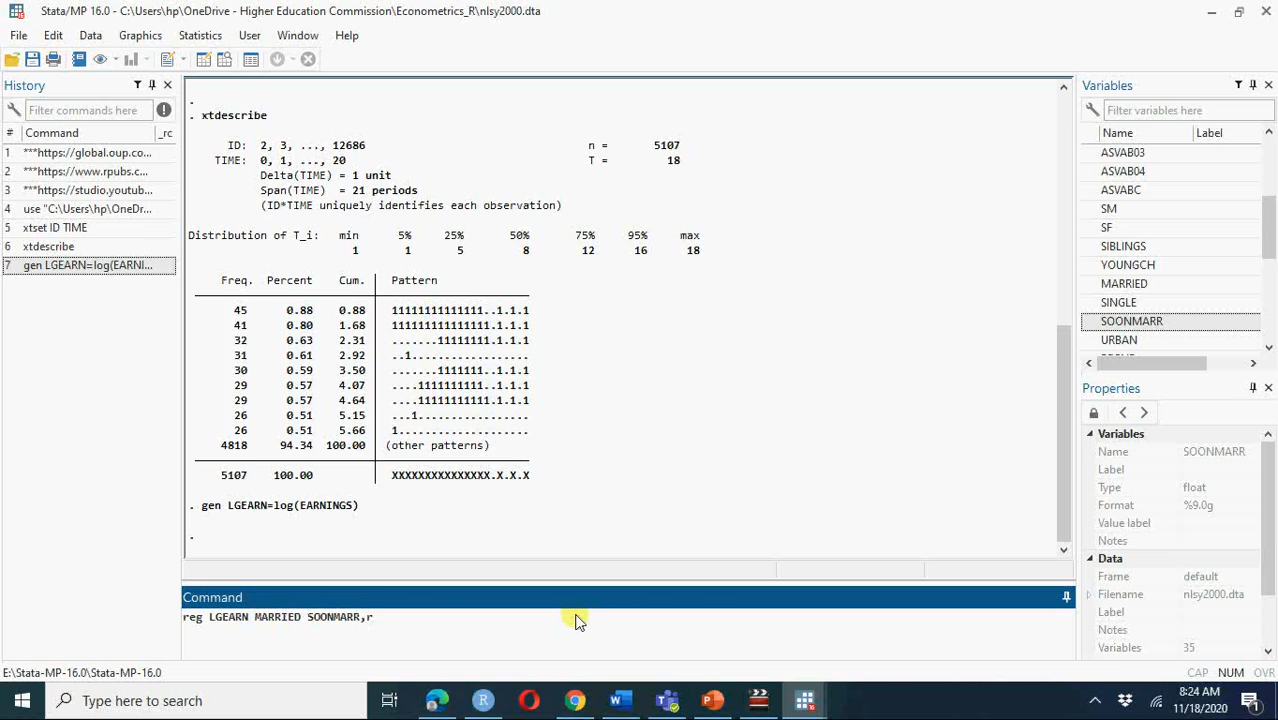 Stata/MP 16.0 - C:\Users\hp\OneDrive - Higher Education Commission\Econometrics_R\nlsy2000.dta
File Edit Data Graphics Statistics User Window Help
History
Filter commands here
# Command _rc
1 ***https://global.oup.co...
2 ***https://www.rpubs.c...
3 ***https://studio.youtub...
4 use "C:\Users\hp\OneDr...
5 xtset ID TIME
6 xtdescribe
7 gen LGEARN=log(EARNI...
.
. xtdescribe
ID: 2, 3, ..., 12686 n = 5107
TIME: 0, 1, ..., 20 T = 18
Delta(TIME) = 1 unit
Span(TIME) = 21 periods
(ID*TIME uniquely identifies each observation)
Distribution of T_i: min 5% 25% 50% 75% 95% max
1 1 5 8 12 16 18
Freq. Percent Cum. Pattern
45 0.88 0.88 111111111111111..1.1.1
41 0.80 1.68 111111111111111..1.1.1
32 0.63 2.31 .......11111111.1.1.1
31 0.61 2.92 ..1..................
30 0.59 3.50 .......1111111..1.1.1
29 0.57 4.07 ....1111111111..1.1.1
29 0.57 4.64 ....11111111111.1.1.1
26 0.51 5.15 ...1.................
26 0.51 5.66 1....................
4818 94.34 100.00 (other patterns)
5107 100.00 XXXXXXXXXXXXXXX.X.X.X
. gen LGEARN=log(EARNINGS)
.
Command
reg LGEARN MARRIED SOONMARR,r
Variables
Filter variables here
Name Label
ASVAB03
ASVAB04
ASVABC
SM
SF
SIBLINGS
YOUNGCH
MARRIED
SINGLE
SOONMARR
URBAN
Properties
Variables
Name SOONMARR
Label
Type float
Format %9.0g
Value label
Notes
Data
Frame default
Filename nlsy2000.dta
Label
Notes
Variables 35
E:\Stata-MP-16.0\Stata-MP-16.0
CAP NUM OVR
Type here to search
8:24 AM
11/18/2020
1